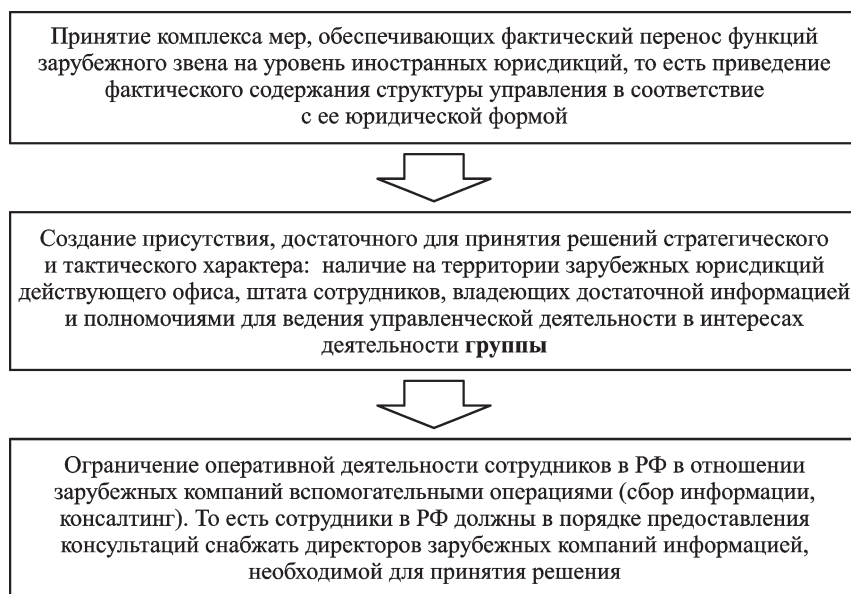 Принятие комплекса мер, обеспечивающих фактический перенос функций
зарубежного звена на уровень иностранных юрисдикций, то есть приведение
фактического содержания структуры управления в соответствие
с ее юридической формой
Создание присутствия, достаточного для принятия решений стратегического
и тактического характера: наличие на территории зарубежных юрисдикций
действующего офиса, штата сотрудников, владеющих достаточной информацией
и полномочиями для ведения управленческой деятельности в интересах
деятельности группы
Ограничение оперативной деятельности сотрудников в РФ в отношении
зарубежных компаний вспомогательными операциями (сбор информации,
консалтинг). То есть сотрудники в РФ должны в порядке предоставления
консультаций снабжать директоров зарубежных компаний информацией,
необходимой для принятия решения